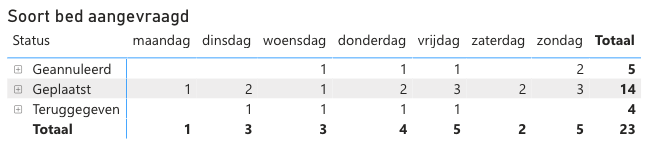 Soort bed aangevraagd
Status maandag dinsdag woensdag donderdag vrijdag zaterdag zondag Totaal
Geannuleerd 1 1 1 2 5
Geplaatst 1 2 1 2 3 2 3 14
Teruggegeven 1 1 1 1 4
Totaal 1 3 3 4 5 2 5 23